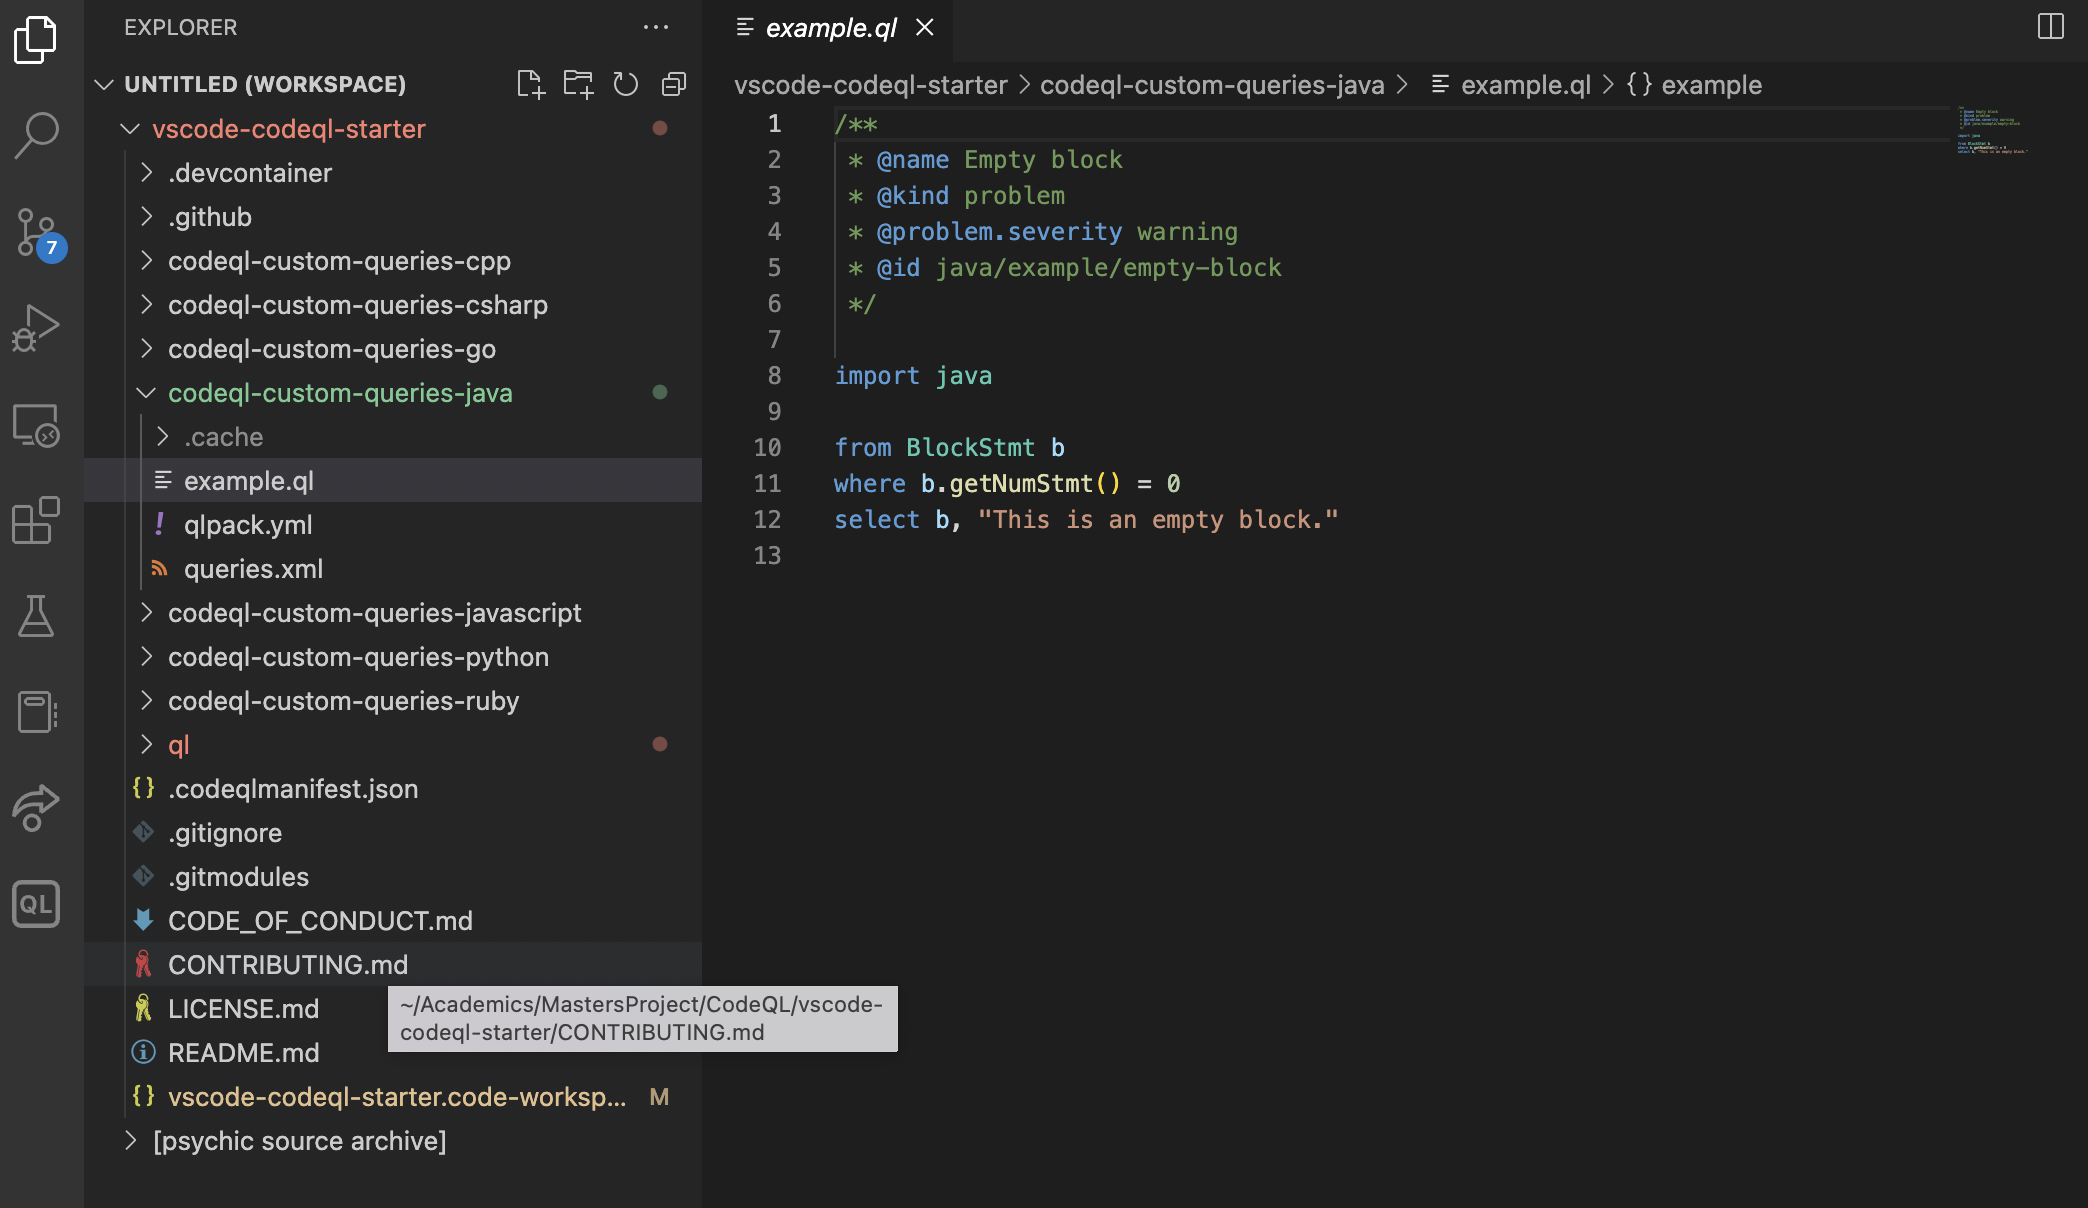 EXPLORER
UNTITLED (WORKSPACE)
vscode-codeql-starter
.devcontainer
.github
codeql-custom-queries-cpp
codeql-custom-queries-csharp
codeql-custom-queries-go
codeql-custom-queries-java
.cache
example.ql
qlpack.yml
queries.xml
codeql-custom-queries-javascript
codeql-custom-queries-python
codeql-custom-queries-ruby
ql
.codeqlmanifest.json
.gitignore
.gitmodules
CODE_OF_CONDUCT.md
CONTRIBUTING.md
~/Academics/MastersProject/CodeQL/vscode-
codeql-starter/CONTRIBUTING.md
LICENSE.md
README.md
vscode-codeql-starter.code-worksp... M
[psychic source archive]
7
QL
example.ql
vscode-codeql-starter > codeql-custom-queries-java > example.ql > {} example
1 /**
2 * @name Empty block
3 * @kind problem
4 * @problem.severity warning
5 * @id java/example/empty-block
6 */
7
8 import java
9
10 from BlockStmt b
11 where b.getNumStmt() = 0
12 select b, "This is an empty block."
13